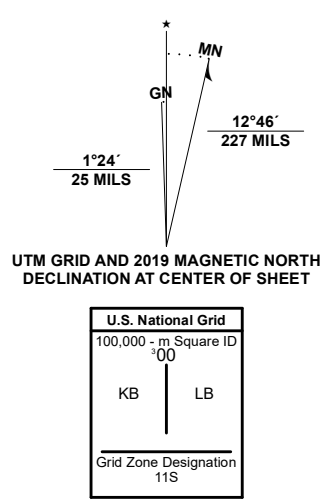 ★
MN
GN
12°46´
227 MILS
1°24´
25 MILS
UTM GRID AND 2019 MAGNETIC NORTH
DECLINATION AT CENTER OF SHEET
U.S. National Grid
100,000 - m Square ID
³00
KB LB
Grid Zone Designation
11S